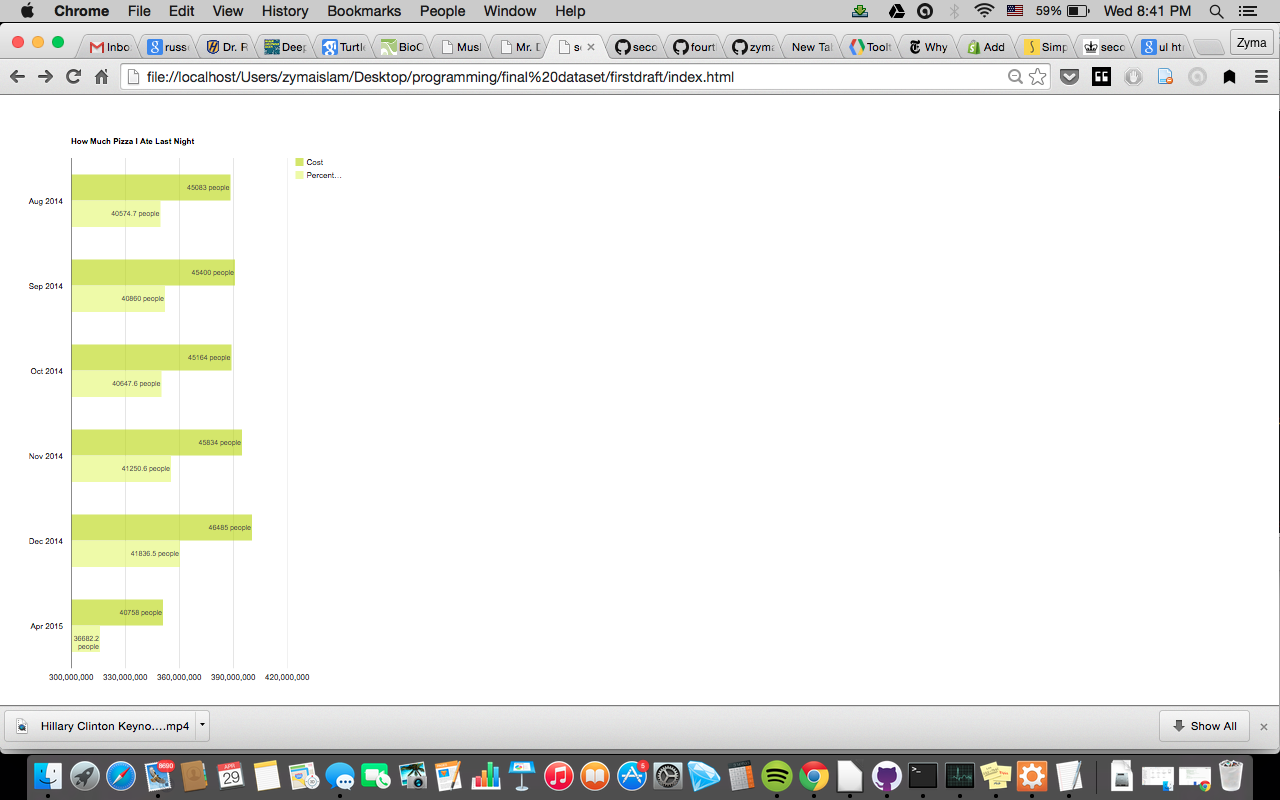 Chrome File Edit View History Bookmarks People Window Help 59% Wed 8:41 PM
Inbo russ Dr. R Deep Turtl BioC Musl Mr. D se seco fourt zyma New Tal Toolt Why Add Simp seco ul ht Zyma
file://localhost/Users/zymaislam/Desktop/programming/final%20dataset/firstdraft/index.html
How Much Pizza I Ate Last Night
Cost
Percent...
Aug 2014
45083 people
40574.7 people
Sep 2014
45400 people
40860 people
Oct 2014
45164 people
40647.6 people
Nov 2014
45834 people
41250.6 people
Dec 2014
46485 people
41836.5 people
Apr 2015
40758 people
36682.2
people
300,000,000 330,000,000 360,000,000 390,000,000 420,000,000
Hillary Clinton Keyno....mp4 Show All
8690 APR 29 5